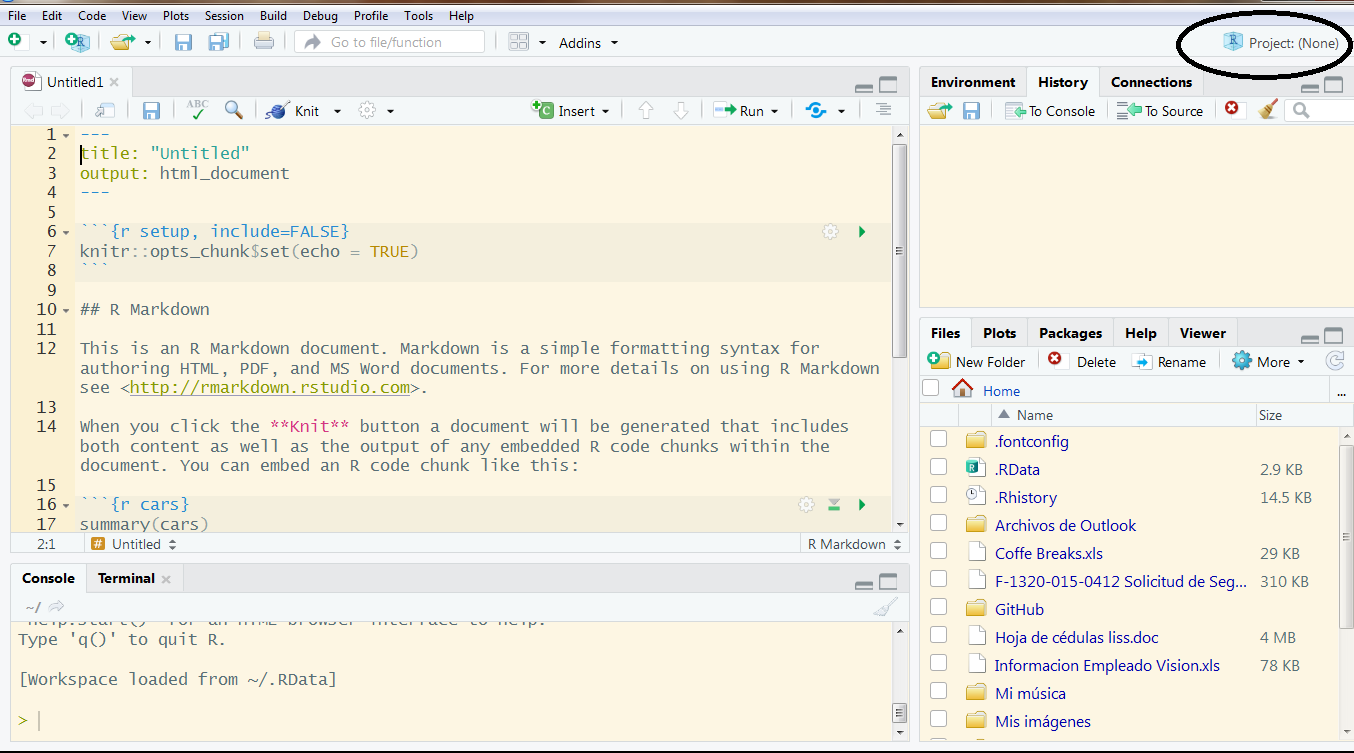 File Edit Code View Plots Session Build Debug Profile Tools Help
Go to file/function Addins Project: (None)
Untitled1
ABC Knit Insert Run
1 ---
2 title: "Untitled"
3 output: html_document
4 ---
5
6 ```{r setup, include=FALSE}
7 knitr::opts_chunk$set(echo = TRUE)
8 ```
9
10 ## R Markdown
11
12 This is an R Markdown document. Markdown is a simple formatting syntax for
authoring HTML, PDF, and MS Word documents. For more details on using R Markdown
see <http://rmarkdown.rstudio.com>.
13
14 When you click the **Knit** button a document will be generated that includes
both content as well as the output of any embedded R code chunks within the
document. You can embed an R code chunk like this:
15
16 ```{r cars}
17 summary(cars)
2:1 # Untitled R Markdown
Console Terminal
~/
'help.start()' for an HTML browser interface to help.
Type 'q()' to quit R.
[Workspace loaded from ~/.RData]
>
Environment History Connections
To Console To Source
Files Plots Packages Help Viewer
New Folder Delete Rename More
Home ...
Name Size
.fontconfig
.RData 2.9 KB
.Rhistory 14.5 KB
Archivos de Outlook
Coffe Breaks.xls 29 KB
F-1320-015-0412 Solicitud de Seg... 310 KB
GitHub
Hoja de cédulas liss.doc 4 MB
Informacion Empleado Vision.xls 78 KB
Mi música
Mis imágenes